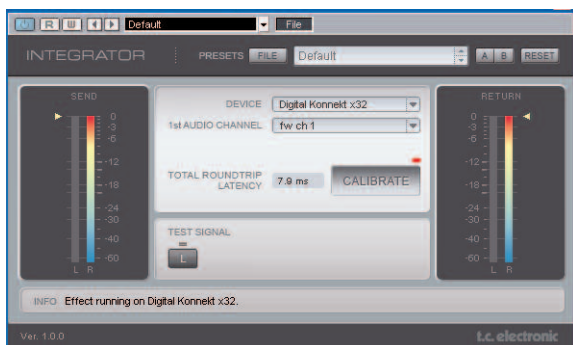 R W Default File
INTEGRATOR PRESETS FILE Default A B RESET
SEND
0
-3
-6
-12
-18
-24
-30
-40
-60
L R
DEVICE Digital Konnekt x32
1st AUDIO CHANNEL fw ch 1
TOTAL ROUNDTRIP
LATENCY 7.9 ms CALIBRATE
TEST SIGNAL
L
RETURN
0
-3
-6
-12
-18
-24
-30
-40
-60
L R
INFO Effect running on Digital Konnekt x32.
Ver. 1.0.0 t.c. electronic